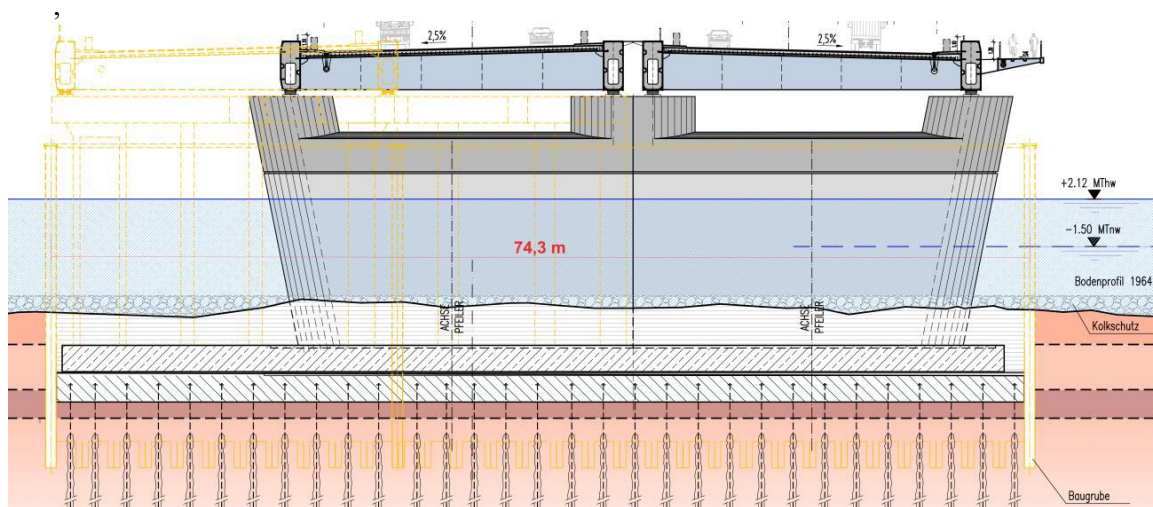 2,5%
2,5%
+2.12 MThw
-1.50 MTnw
74,3 m
Bodenprofil 1964
ACHSE
PFEILER
ACHSE
PFEILER
Kolkschutz
Baugrube